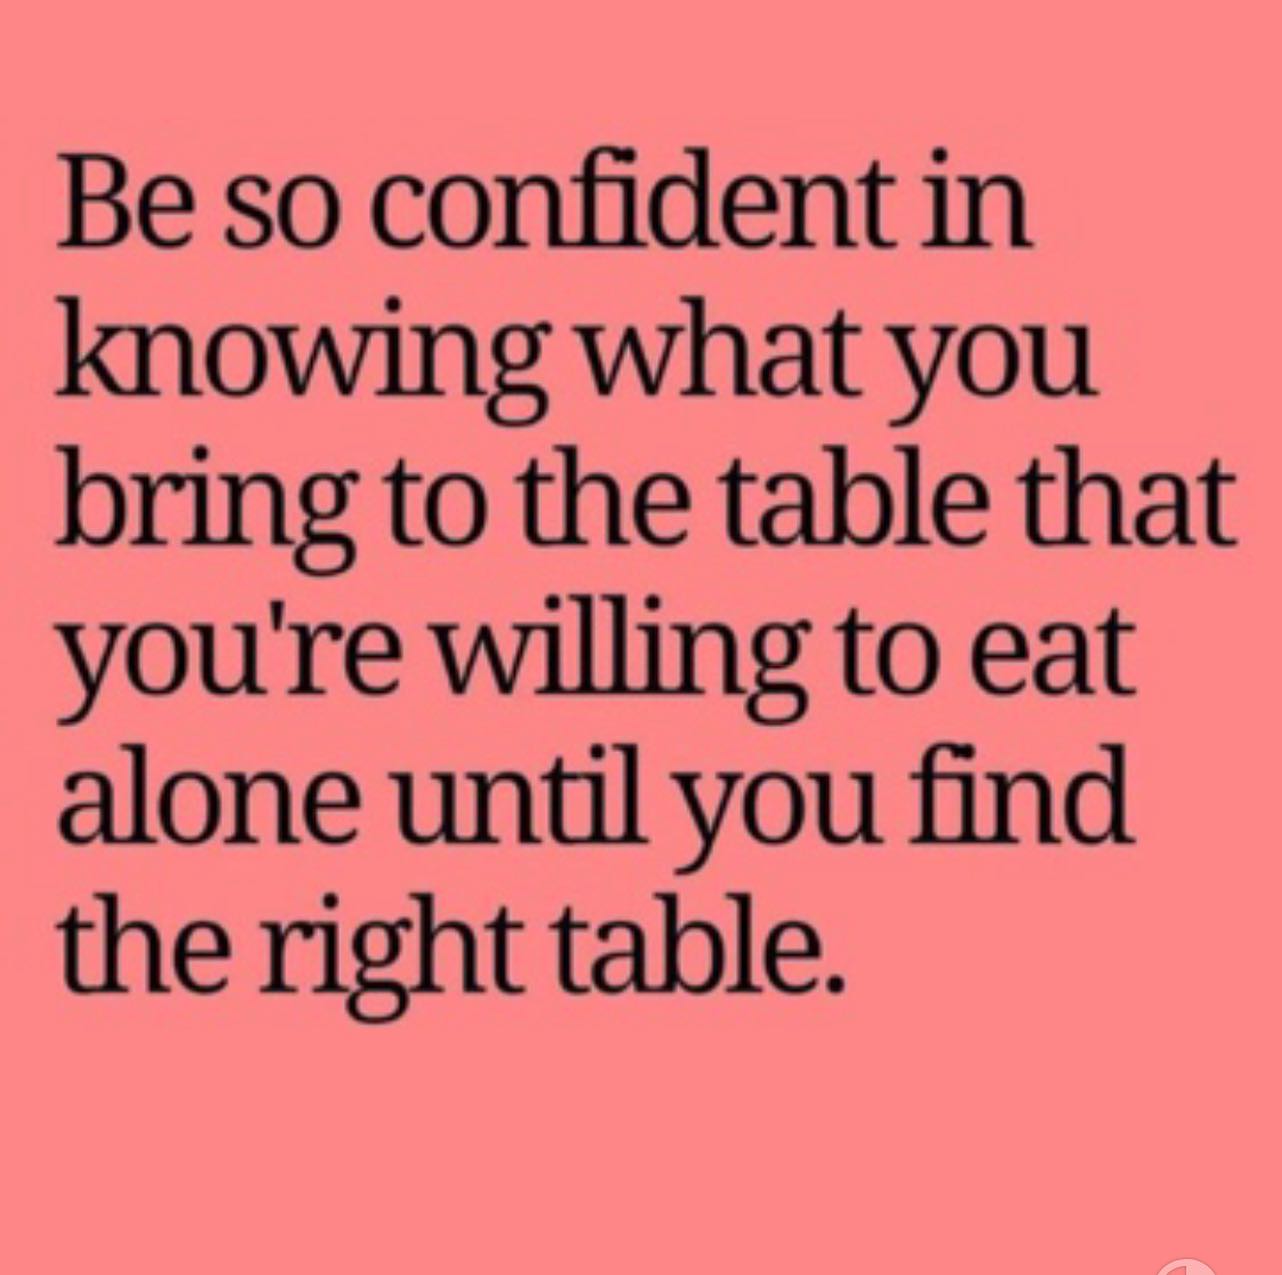 Be so confident in
knowing what you
bring to the table that
you're willing to eat
alone until you find
the right table.